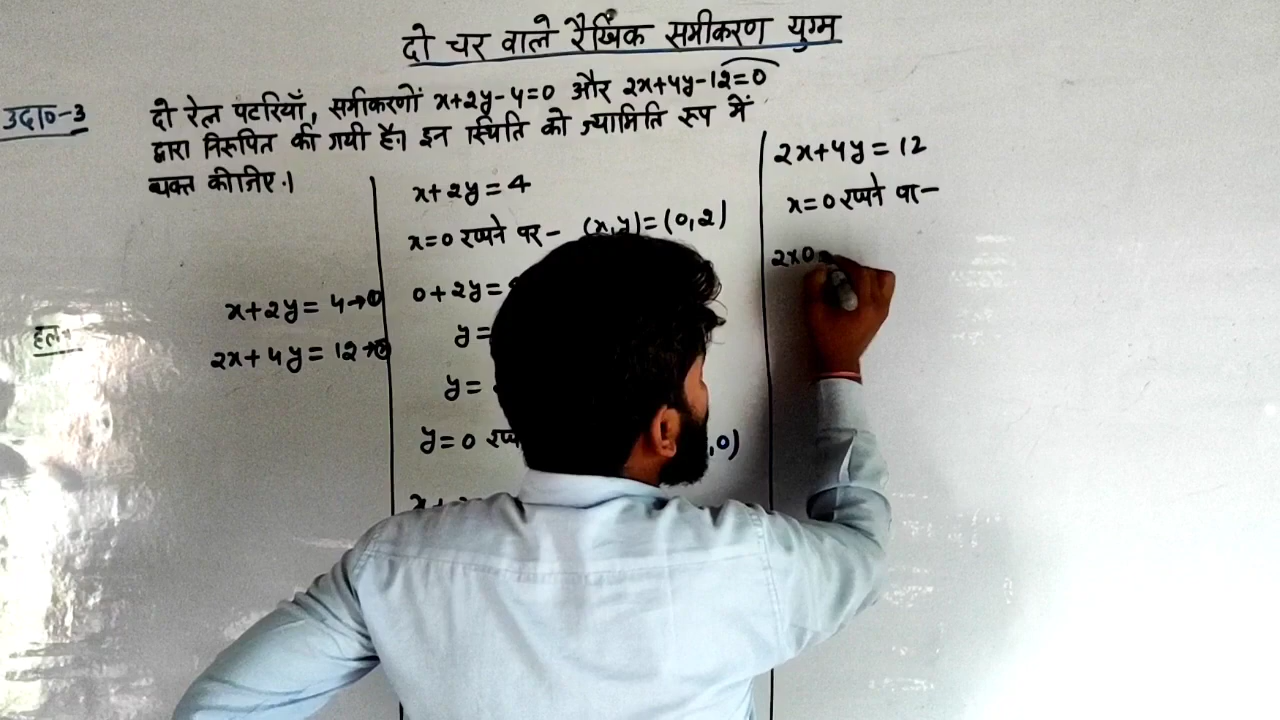 दो चर वाले रैखिक समीकरण युग्म
उदा०-3
दो रेल पटरियाँ, समीकरणों x+2y-4=0 और 2x+4y-12=0
द्वारा निरूपित की गयी है। इन स्थिति को ज्यामिति रूप में
व्यक्त कीजिए।
हल:-
x+2y=4→①
2x+4y=12→②
x+2y=4
x=0 रखने पर- (x,y)=(0,2)
0+2y=
y=
y=
y=0
,0)
2x+4y=12
x=0 रखने पर-
2x0